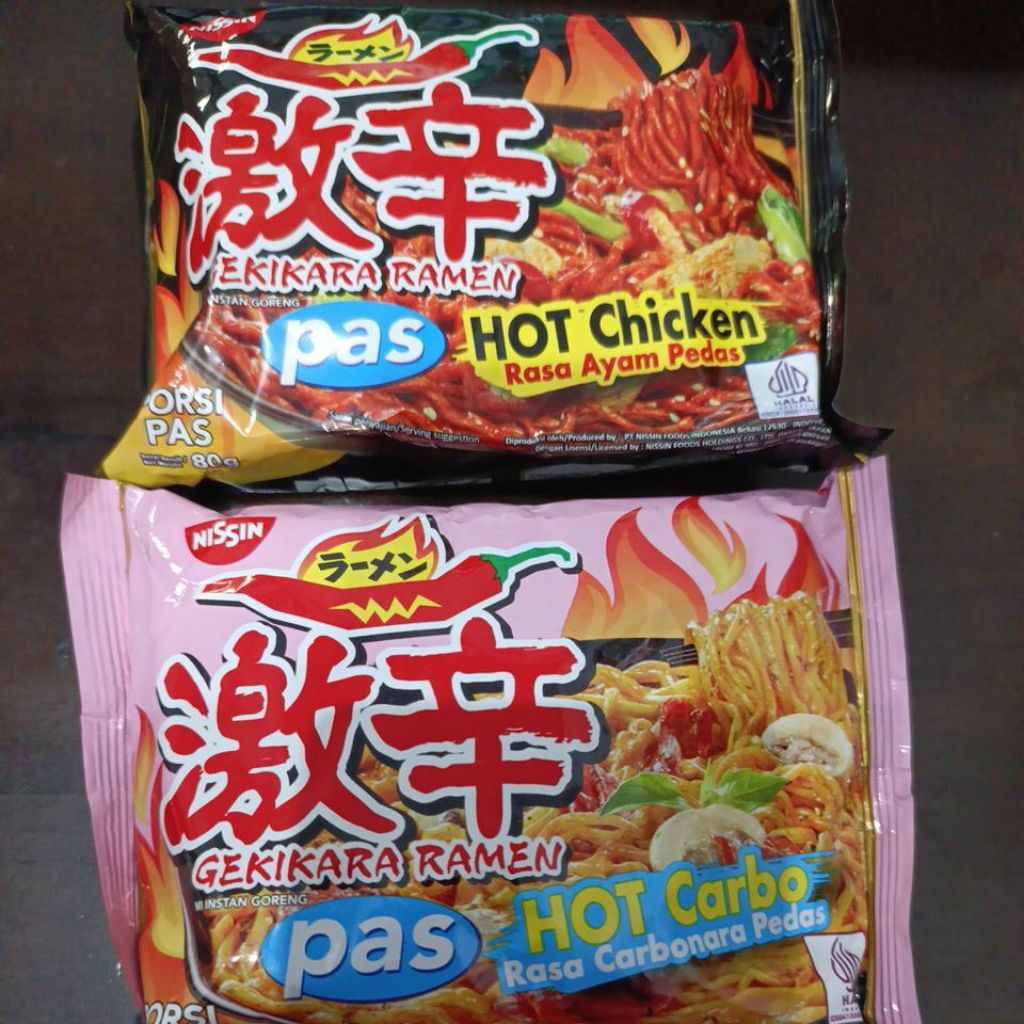 NISSIN
ラーメン
激辛
GEKIKARA RAMEN
INSTAN GORENG
pas
HOT Chicken
Rasa Ayam Pedas
HALAL
PORSI
PAS
80g
Saran penyajian/Serving suggestion
Diproduksi oleh/Produced by : PT NISSIN FOODS INDONESIA Bekasi 17530 - INDONESIA
Dengan Lisensi/Licensed by : NISSIN FOODS HOLDINGS CO., LTD.
NISSIN
ラーメン
激辛
GEKIKARA RAMEN
MI INSTAN GORENG
pas
HOT Carbo
Rasa Carbonara Pedas
HA
PORSI